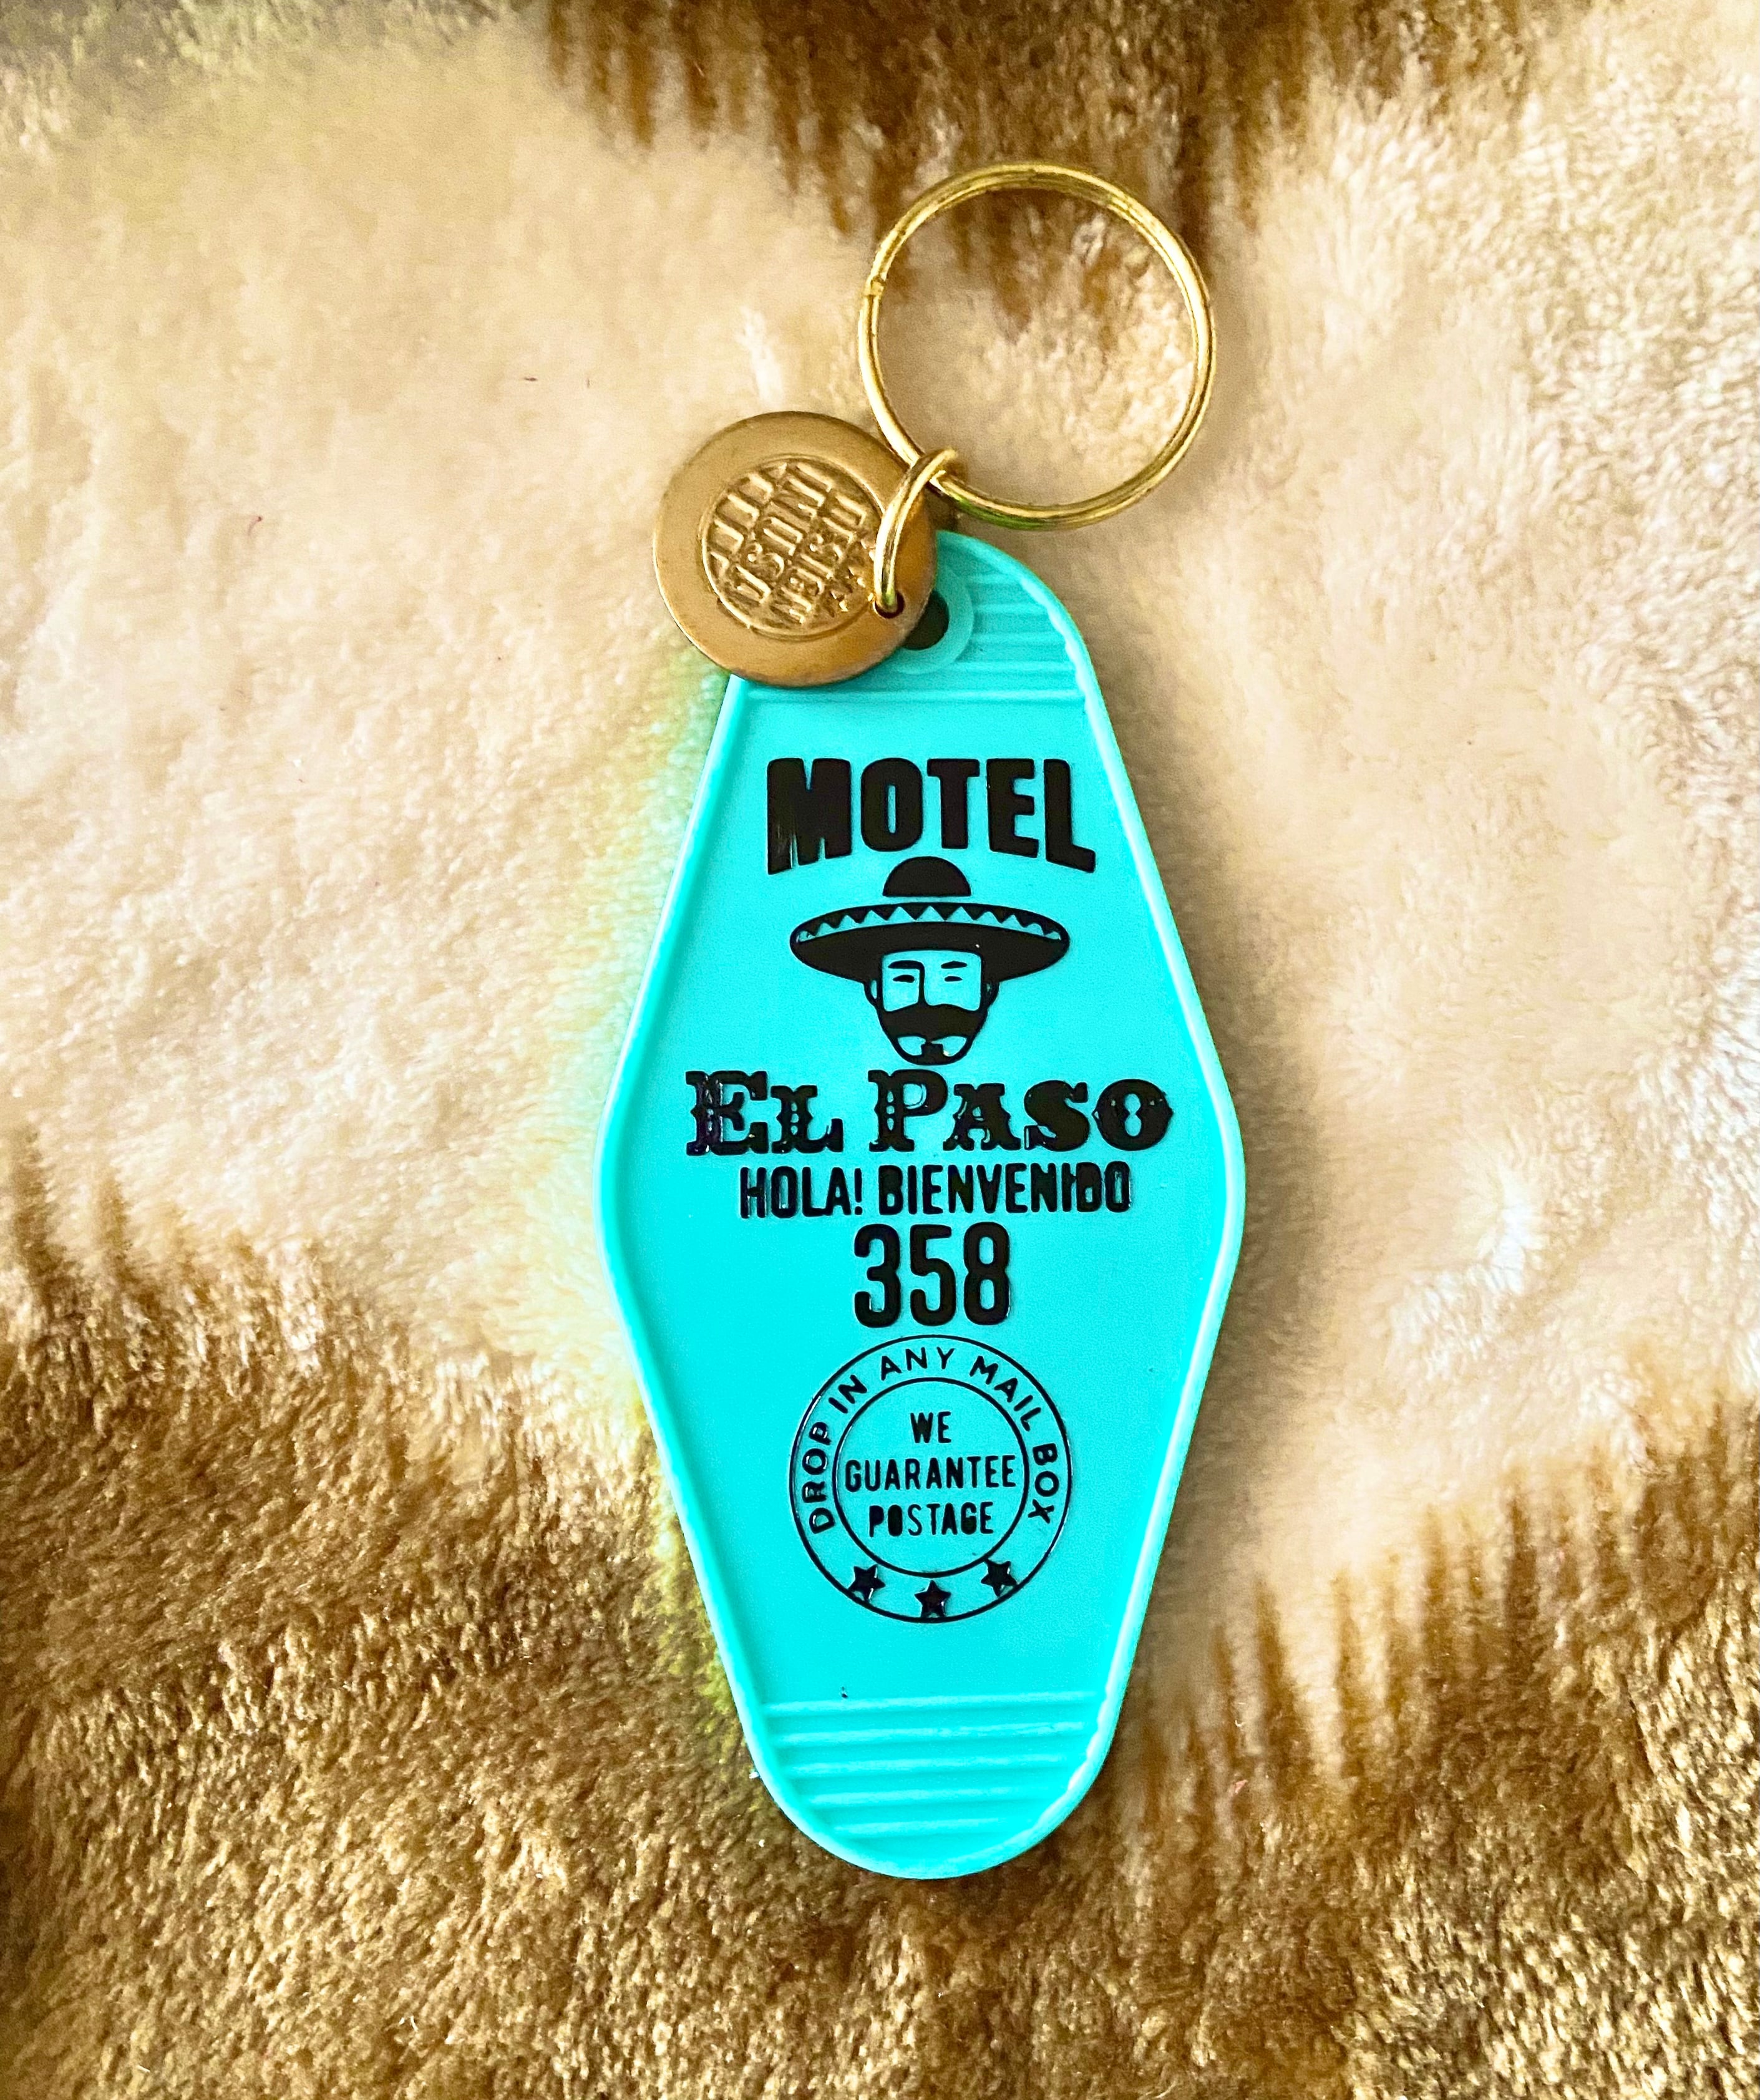 MOTEL
EL PASO
HOLA! BIENVENIDO
358
DROP IN ANY MAIL BOX
WE
GUARANTEE
POSTAGE